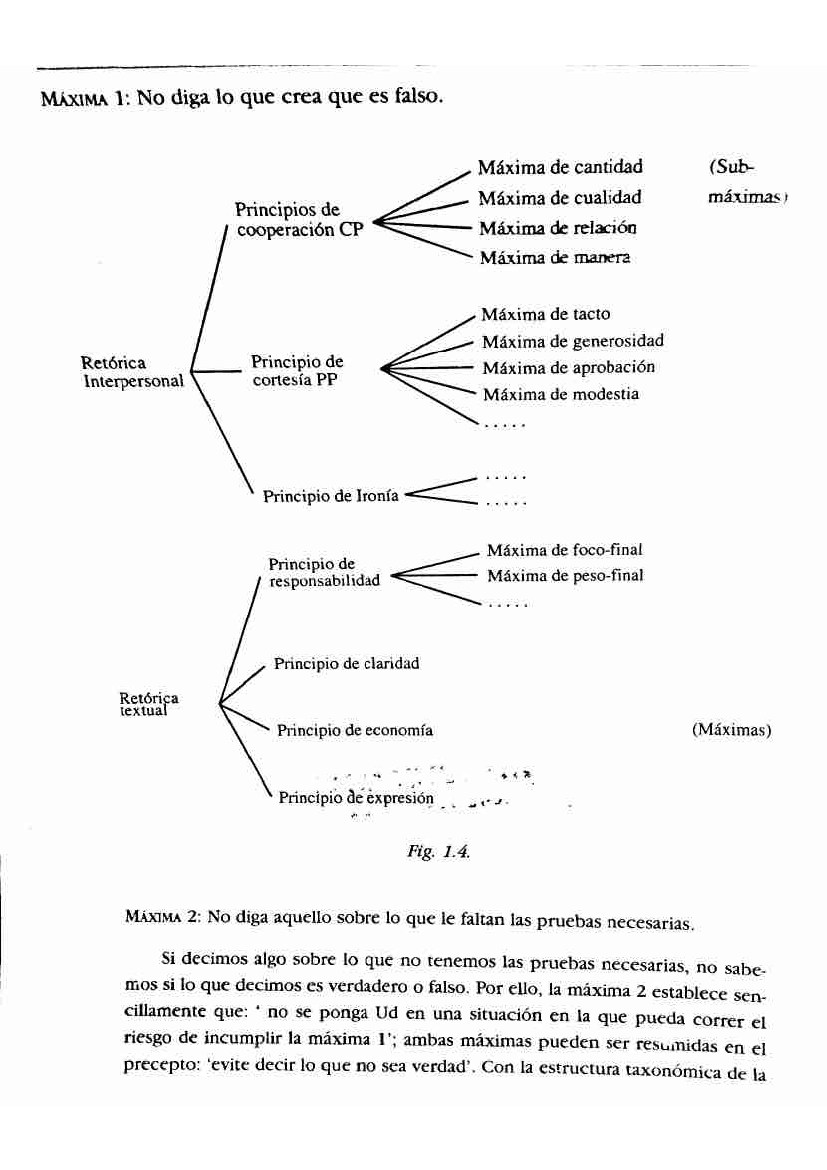 MÁXIMA 1: No diga lo que crea que es falso.
Máxima de cantidad (Sub-
Principios de Máxima de cualidad máximas)
cooperación CP Máxima de relación
Máxima de manera
Máxima de tacto
Máxima de generosidad
Retórica Principio de Máxima de aprobación
Interpersonal cortesía PP Máxima de modestia
. . . . .
. . . . .
Principio de Ironía . . . . .
Máxima de foco-final
Principio de Máxima de peso-final
responsabilidad
. . . . .
Principio de claridad
Retórica
textual
Principio de economía (Máximas)
Principio de expresión
Fig. 1.4.
MÁXIMA 2: No diga aquello sobre lo que le faltan las pruebas necesarias.
Si decimos algo sobre lo que no tenemos las pruebas necesarias, no sabe-
mos si lo que decimos es verdadero o falso. Por ello, la máxima 2 establece sen-
cillamente que: ‘ no se ponga Ud en una situación en la que pueda correr el
riesgo de incumplir la máxima 1’; ambas máximas pueden ser resumidas en el
precepto: ‘evite decir lo que no sea verdad’. Con la estructura taxonómica de la